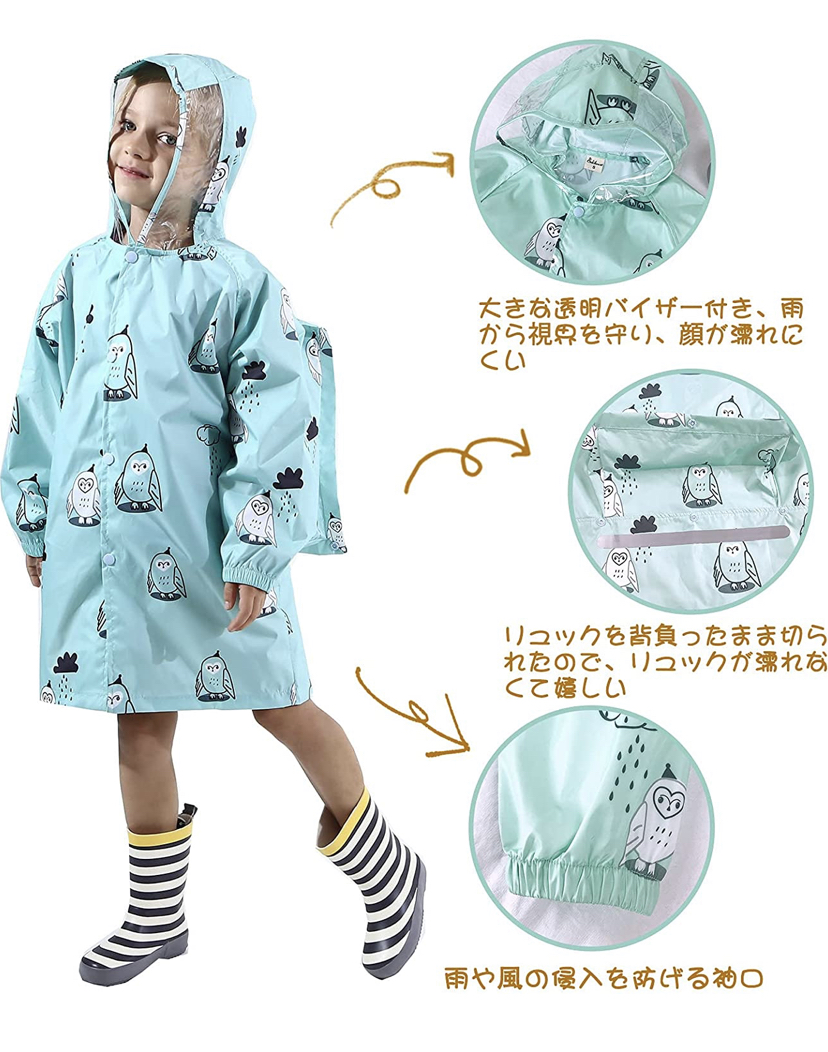 大きな透明バイザー付き、雨
から視界を守り、顔が濡れに
くい
リュックを背負ったまま切ら
れたので、リュックが濡れな
くて嬉しい
雨や風の侵入を防げる袖口